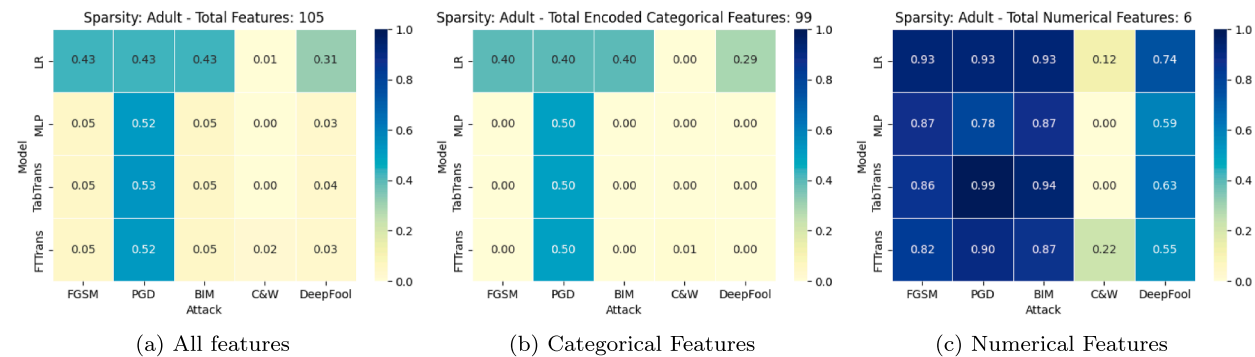 Sparsity: Adult - Total Features: 105
Model
LR
MLP
TabTrans
FTTrans
0.43 0.43 0.43 0.01 0.31
0.05 0.52 0.05 0.00 0.03
0.05 0.53 0.05 0.00 0.04
0.05 0.52 0.05 0.02 0.03
FGSM PGD BIM C&W DeepFool
Attack
1.0
0.8
0.6
0.4
0.2
0.0
(a) All features
Sparsity: Adult - Total Encoded Categorical Features: 99
Model
LR
MLP
TabTrans
FTTrans
0.40 0.40 0.40 0.00 0.29
0.00 0.50 0.00 0.00 0.00
0.00 0.50 0.00 0.00 0.00
0.00 0.50 0.00 0.01 0.00
FGSM PGD BIM C&W DeepFool
Attack
1.0
0.8
0.6
0.4
0.2
0.0
(b) Categorical Features
Sparsity: Adult - Total Numerical Features: 6
Model
LR
MLP
TabTrans
FTTrans
0.93 0.93 0.93 0.12 0.74
0.87 0.78 0.87 0.00 0.59
0.86 0.99 0.94 0.00 0.63
0.82 0.90 0.87 0.22 0.55
FGSM PGD BIM C&W DeepFool
Attack
1.0
0.8
0.6
0.4
0.2
0.0
(c) Numerical Features